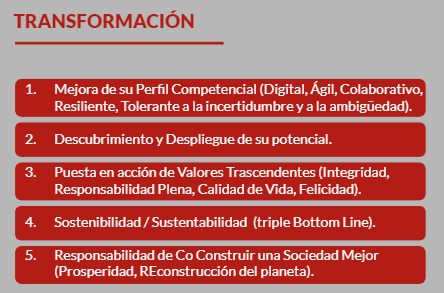 TRANSFORMACIÓN
1. Mejora de su Perfil Competencial (Digital, Ágil, Colaborativo,
Resiliente, Tolerante a la incertidumbre y a la ambigüedad).
2. Descubrimiento y Despliegue de su potencial.
3. Puesta en acción de Valores Trascendentes (Integridad,
Responsabilidad Plena, Calidad de Vida, Felicidad).
4. Sostenibilidad / Sustentabilidad (triple Bottom Line).
5. Responsabilidad de Co Construir una Sociedad Mejor
(Prosperidad, REconstrucción del planeta).